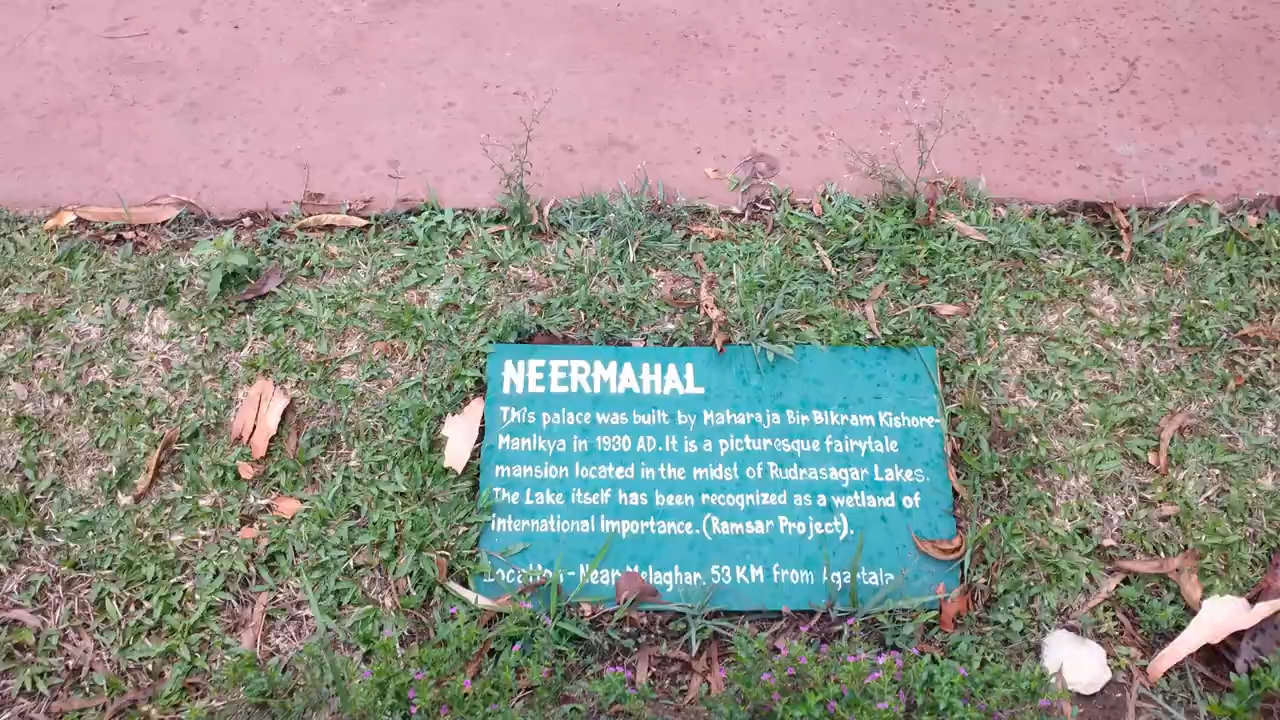 NEERMAHAL
This palace was built by Maharaja Bir Bikram Kishore-
Manikya in 1930 AD. It is a picturesque fairytale
mansion located in the midst of Rudrasagar Lakes.
The Lake itself has been recognized as a wetland of
international importance. (Ramsar Project).
Location - Near Melaghar, 53 KM from Agartala